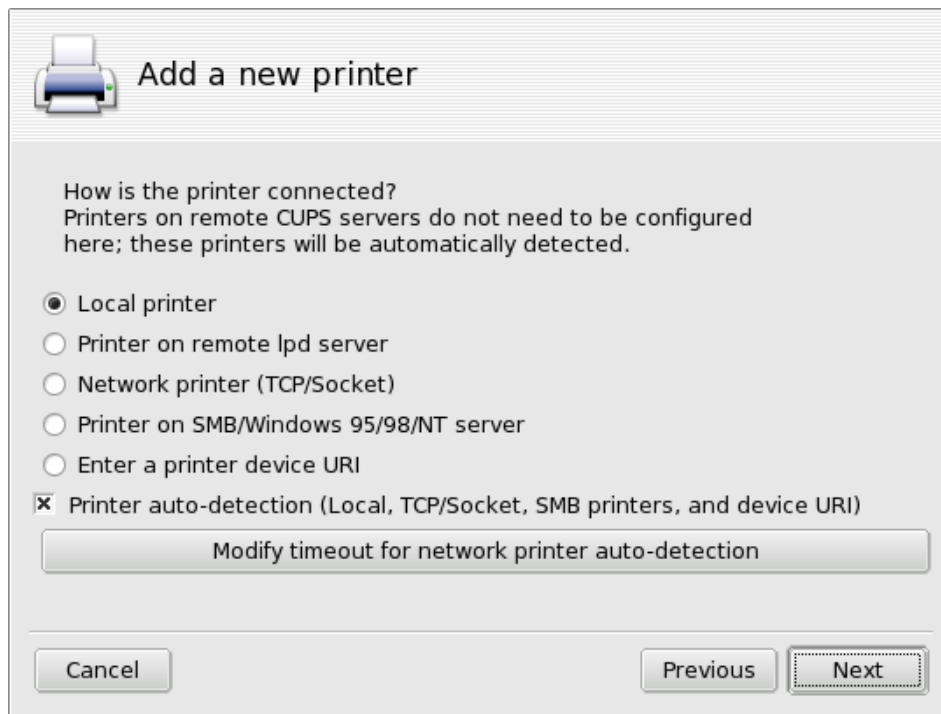 Add a new printer
How is the printer connected?
Printers on remote CUPS servers do not need to be configured
here; these printers will be automatically detected.
Local printer
Printer on remote lpd server
Network printer (TCP/Socket)
Printer on SMB/Windows 95/98/NT server
Enter a printer device URI
Printer auto-detection (Local, TCP/Socket, SMB printers, and device URI)
Modify timeout for network printer auto-detection
Cancel
Previous
Next